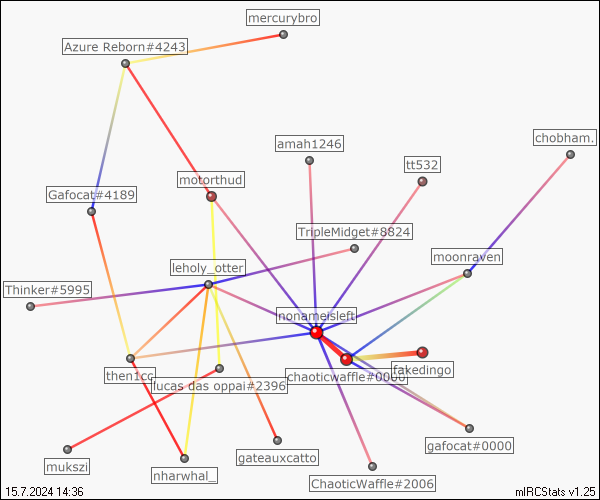 mercurybro
Azure Reborn#4243
chobham.
amah1246
tt532
motorthud
Gafocat#4189
TripleMidget#8824
moonraven
leholy_otter
Thinker#5995
nonameisleft
fakedingo
then1cc
chaoticwaffle#0000
lucas das oppai#2396
gafocat#0000
gateauxcatto
mukszi
nharwhal_
ChaoticWaffle#2006
15.7.2024 14:36
mIRCStats v1.25